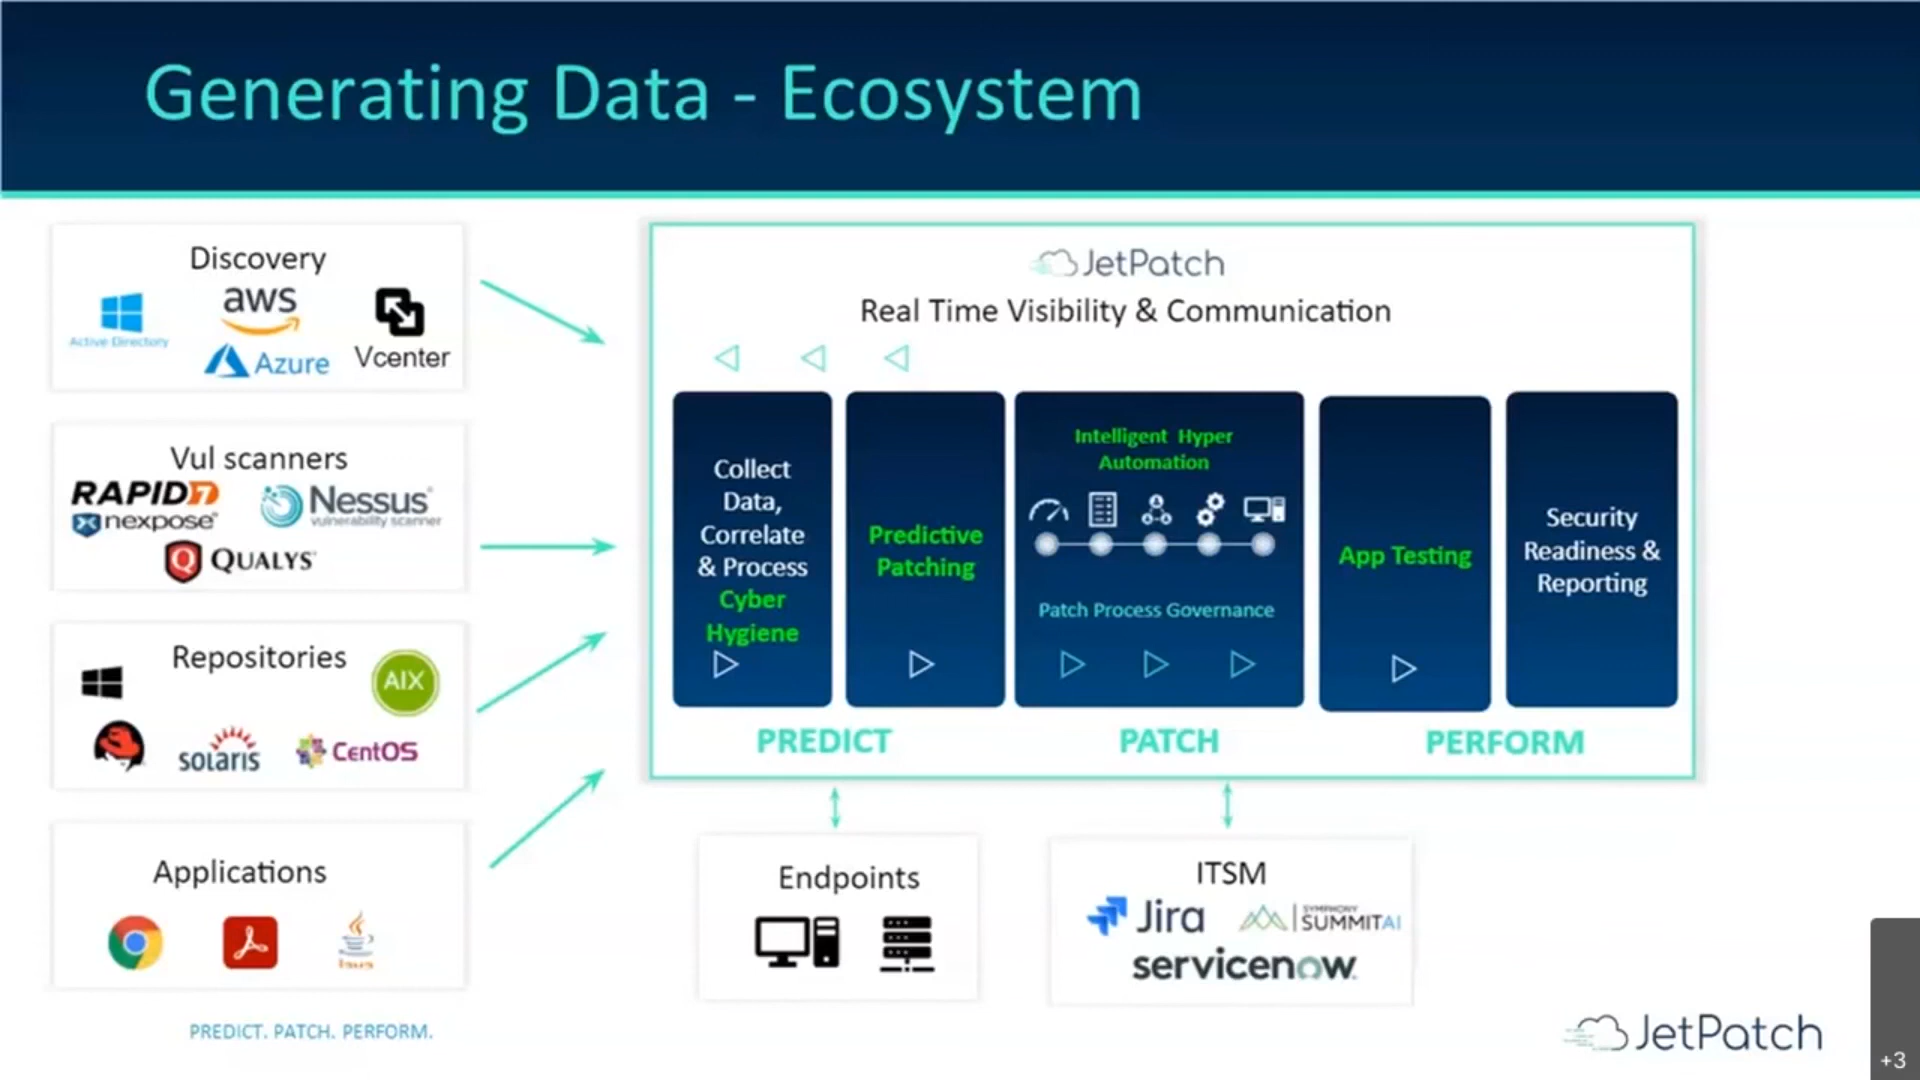 Generating Data - Ecosystem
Discovery
Active Directory
aws
Azure
Vcenter
Vul scanners
RAPID7
nexpose
Nessus
vulnerability scanner
QUALYS
Repositories
AIX
solaris
CentOS
Applications
Java
JetPatch
Real Time Visibility & Communication
Collect
Data,
Correlate
& Process
Cyber
Hygiene
Predictive
Patching
Intelligent Hyper
Automation
Patch Process Governance
App Testing
Security
Readiness &
Reporting
PREDICT
PATCH
PERFORM
Endpoints
ITSM
Jira
SYMPHONY
SUMMITAI
servicenow
PREDICT. PATCH. PERFORM.
JetPatch
+3